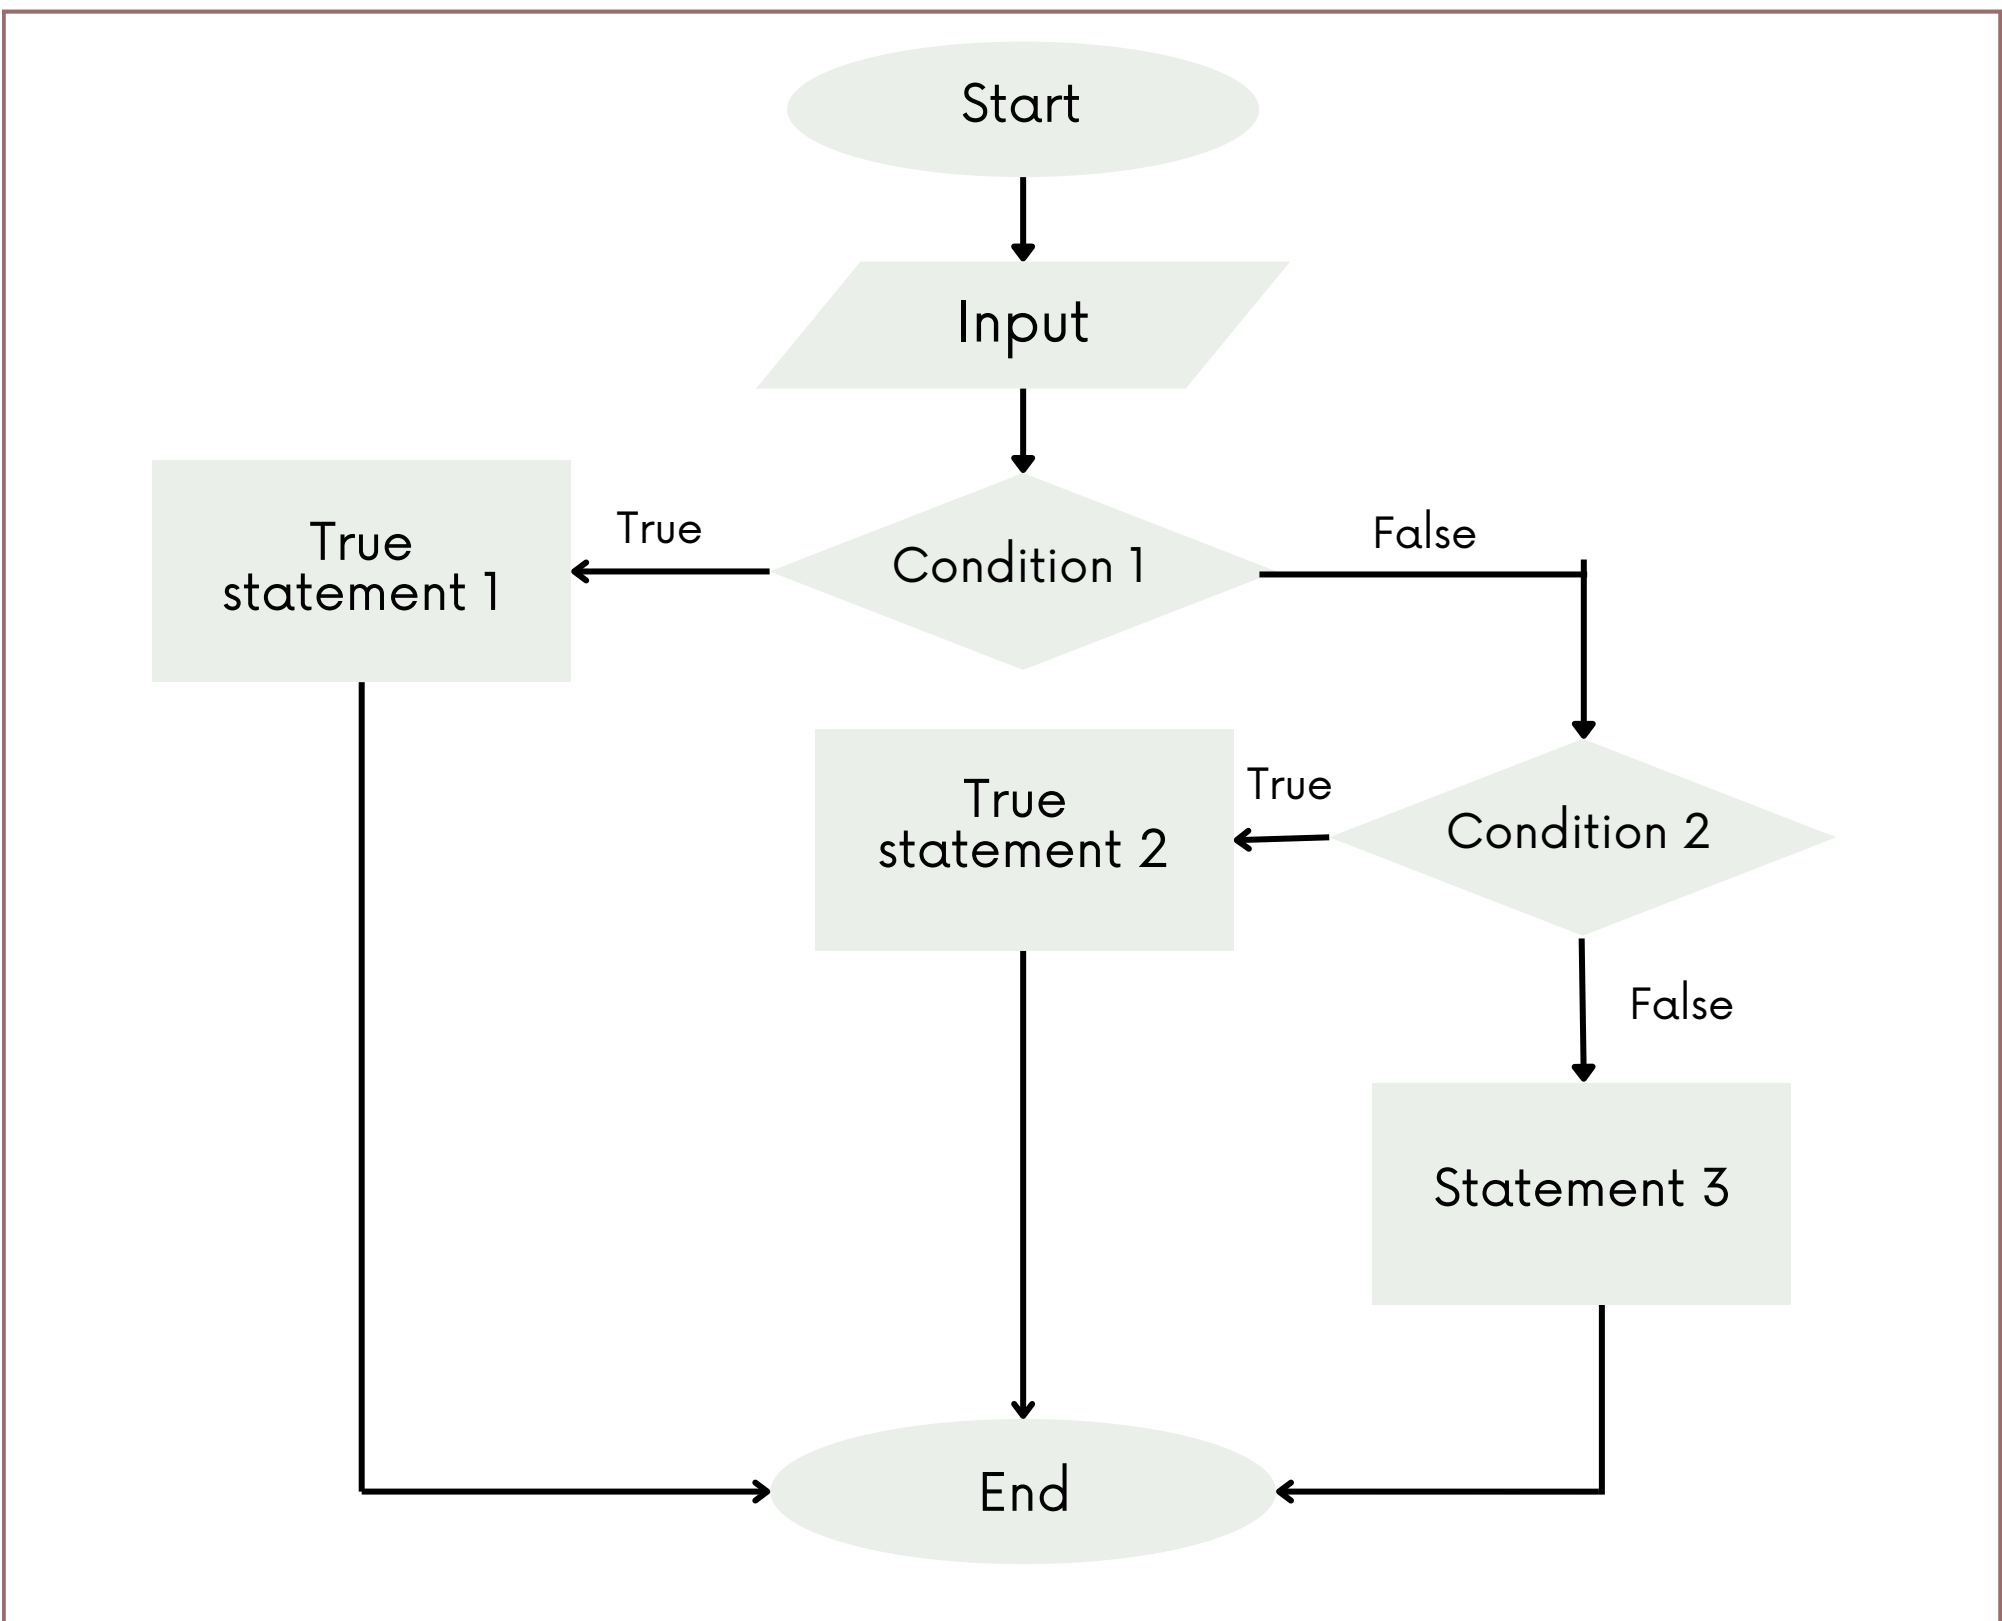 Start
Input
True
False
True
statement 1
Condition 1
True
True
statement 2
Condition 2
False
Statement 3
End